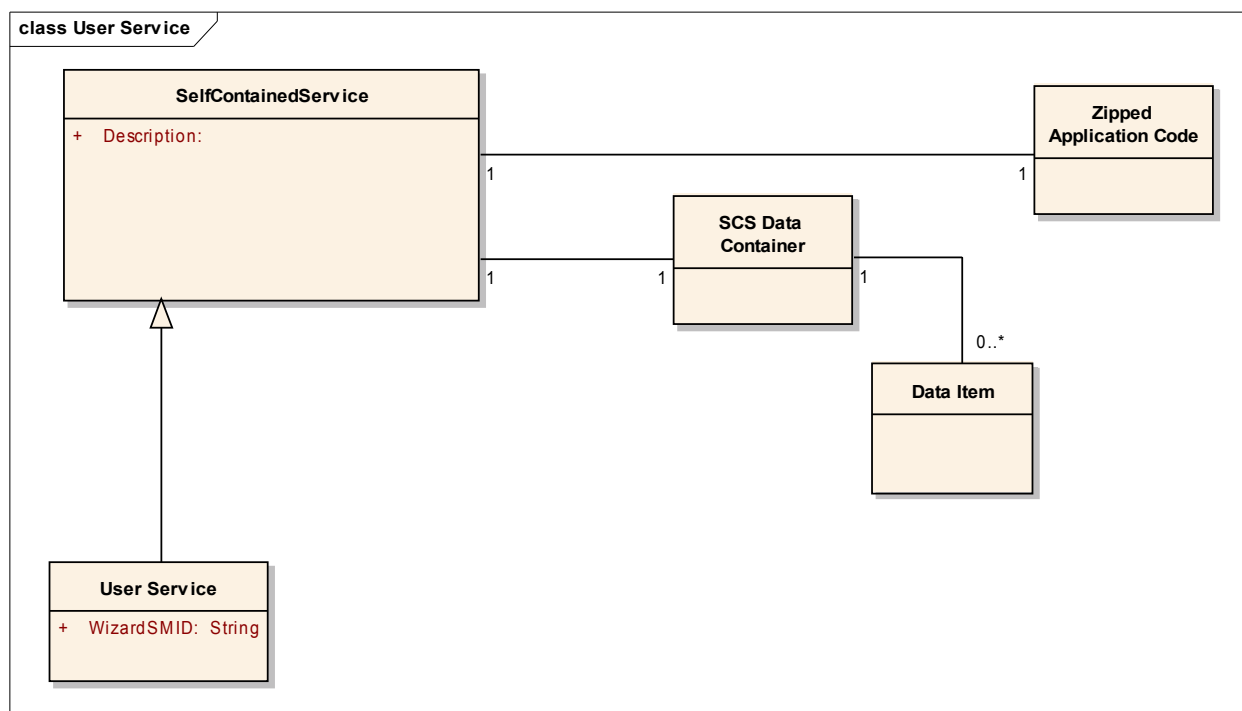 class User Service
SelfContainedService
+ Description:
Zipped
Application Code
1
1
SCS Data
Container
1
1
1
0..*
Data Item
User Service
+ WizardSMID: String